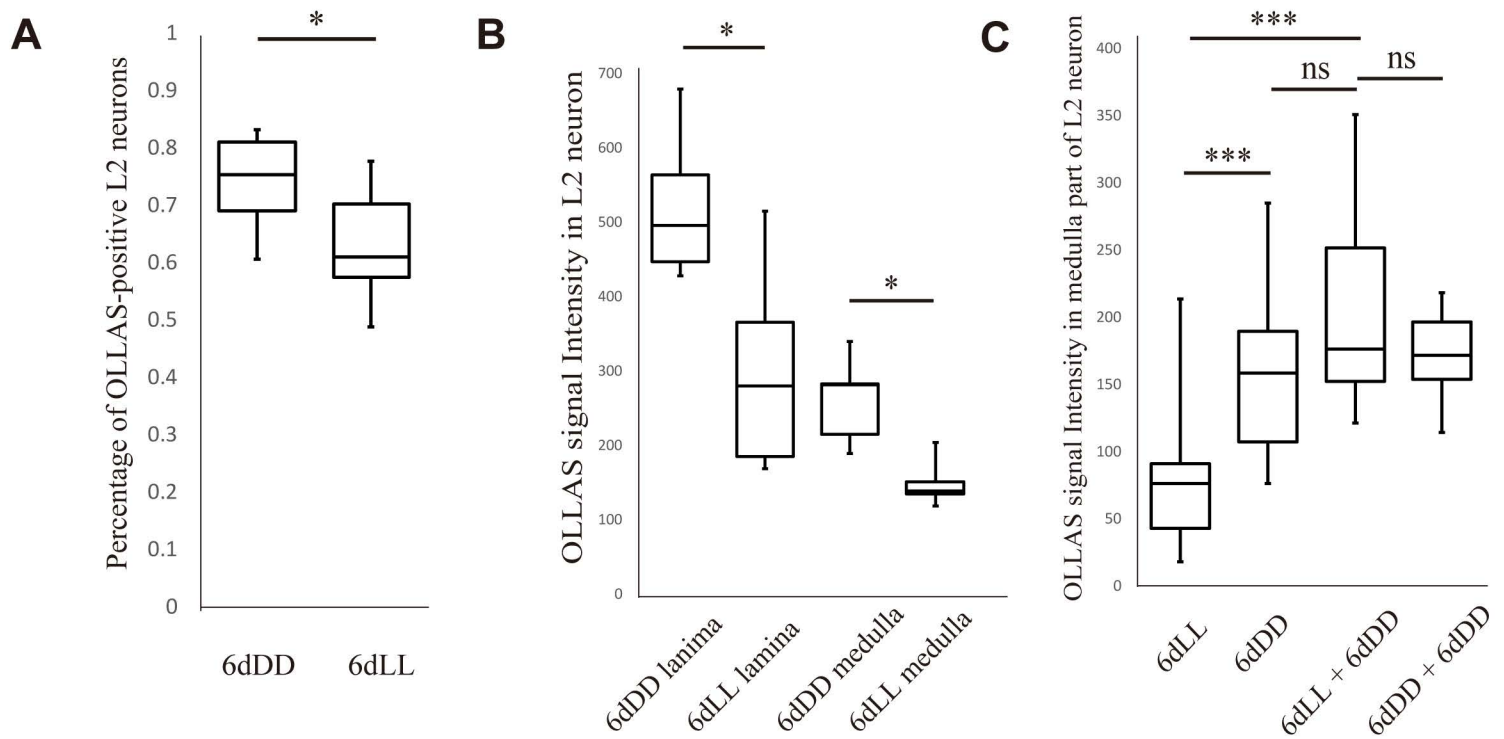 A
Percentage of OLLAS-positive L2 neurons
1
0.9
0.8
0.7
0.6
0.5
0.4
0.3
0.2
0.1
0
*
6dDD
6dLL
B
OLLAS signal Intensity in L2 neuron
700
600
500
400
300
200
100
0
*
*
6dDD lanima
6dLL lamina
6dDD medulla
6dLL medulla
C
OLLAS signal Intensity in medulla part of L2 neuron
400
350
300
250
200
150
100
50
0
***
ns
ns
***
6dLL
6dDD
6dLL + 6dDD
6dDD + 6dDD